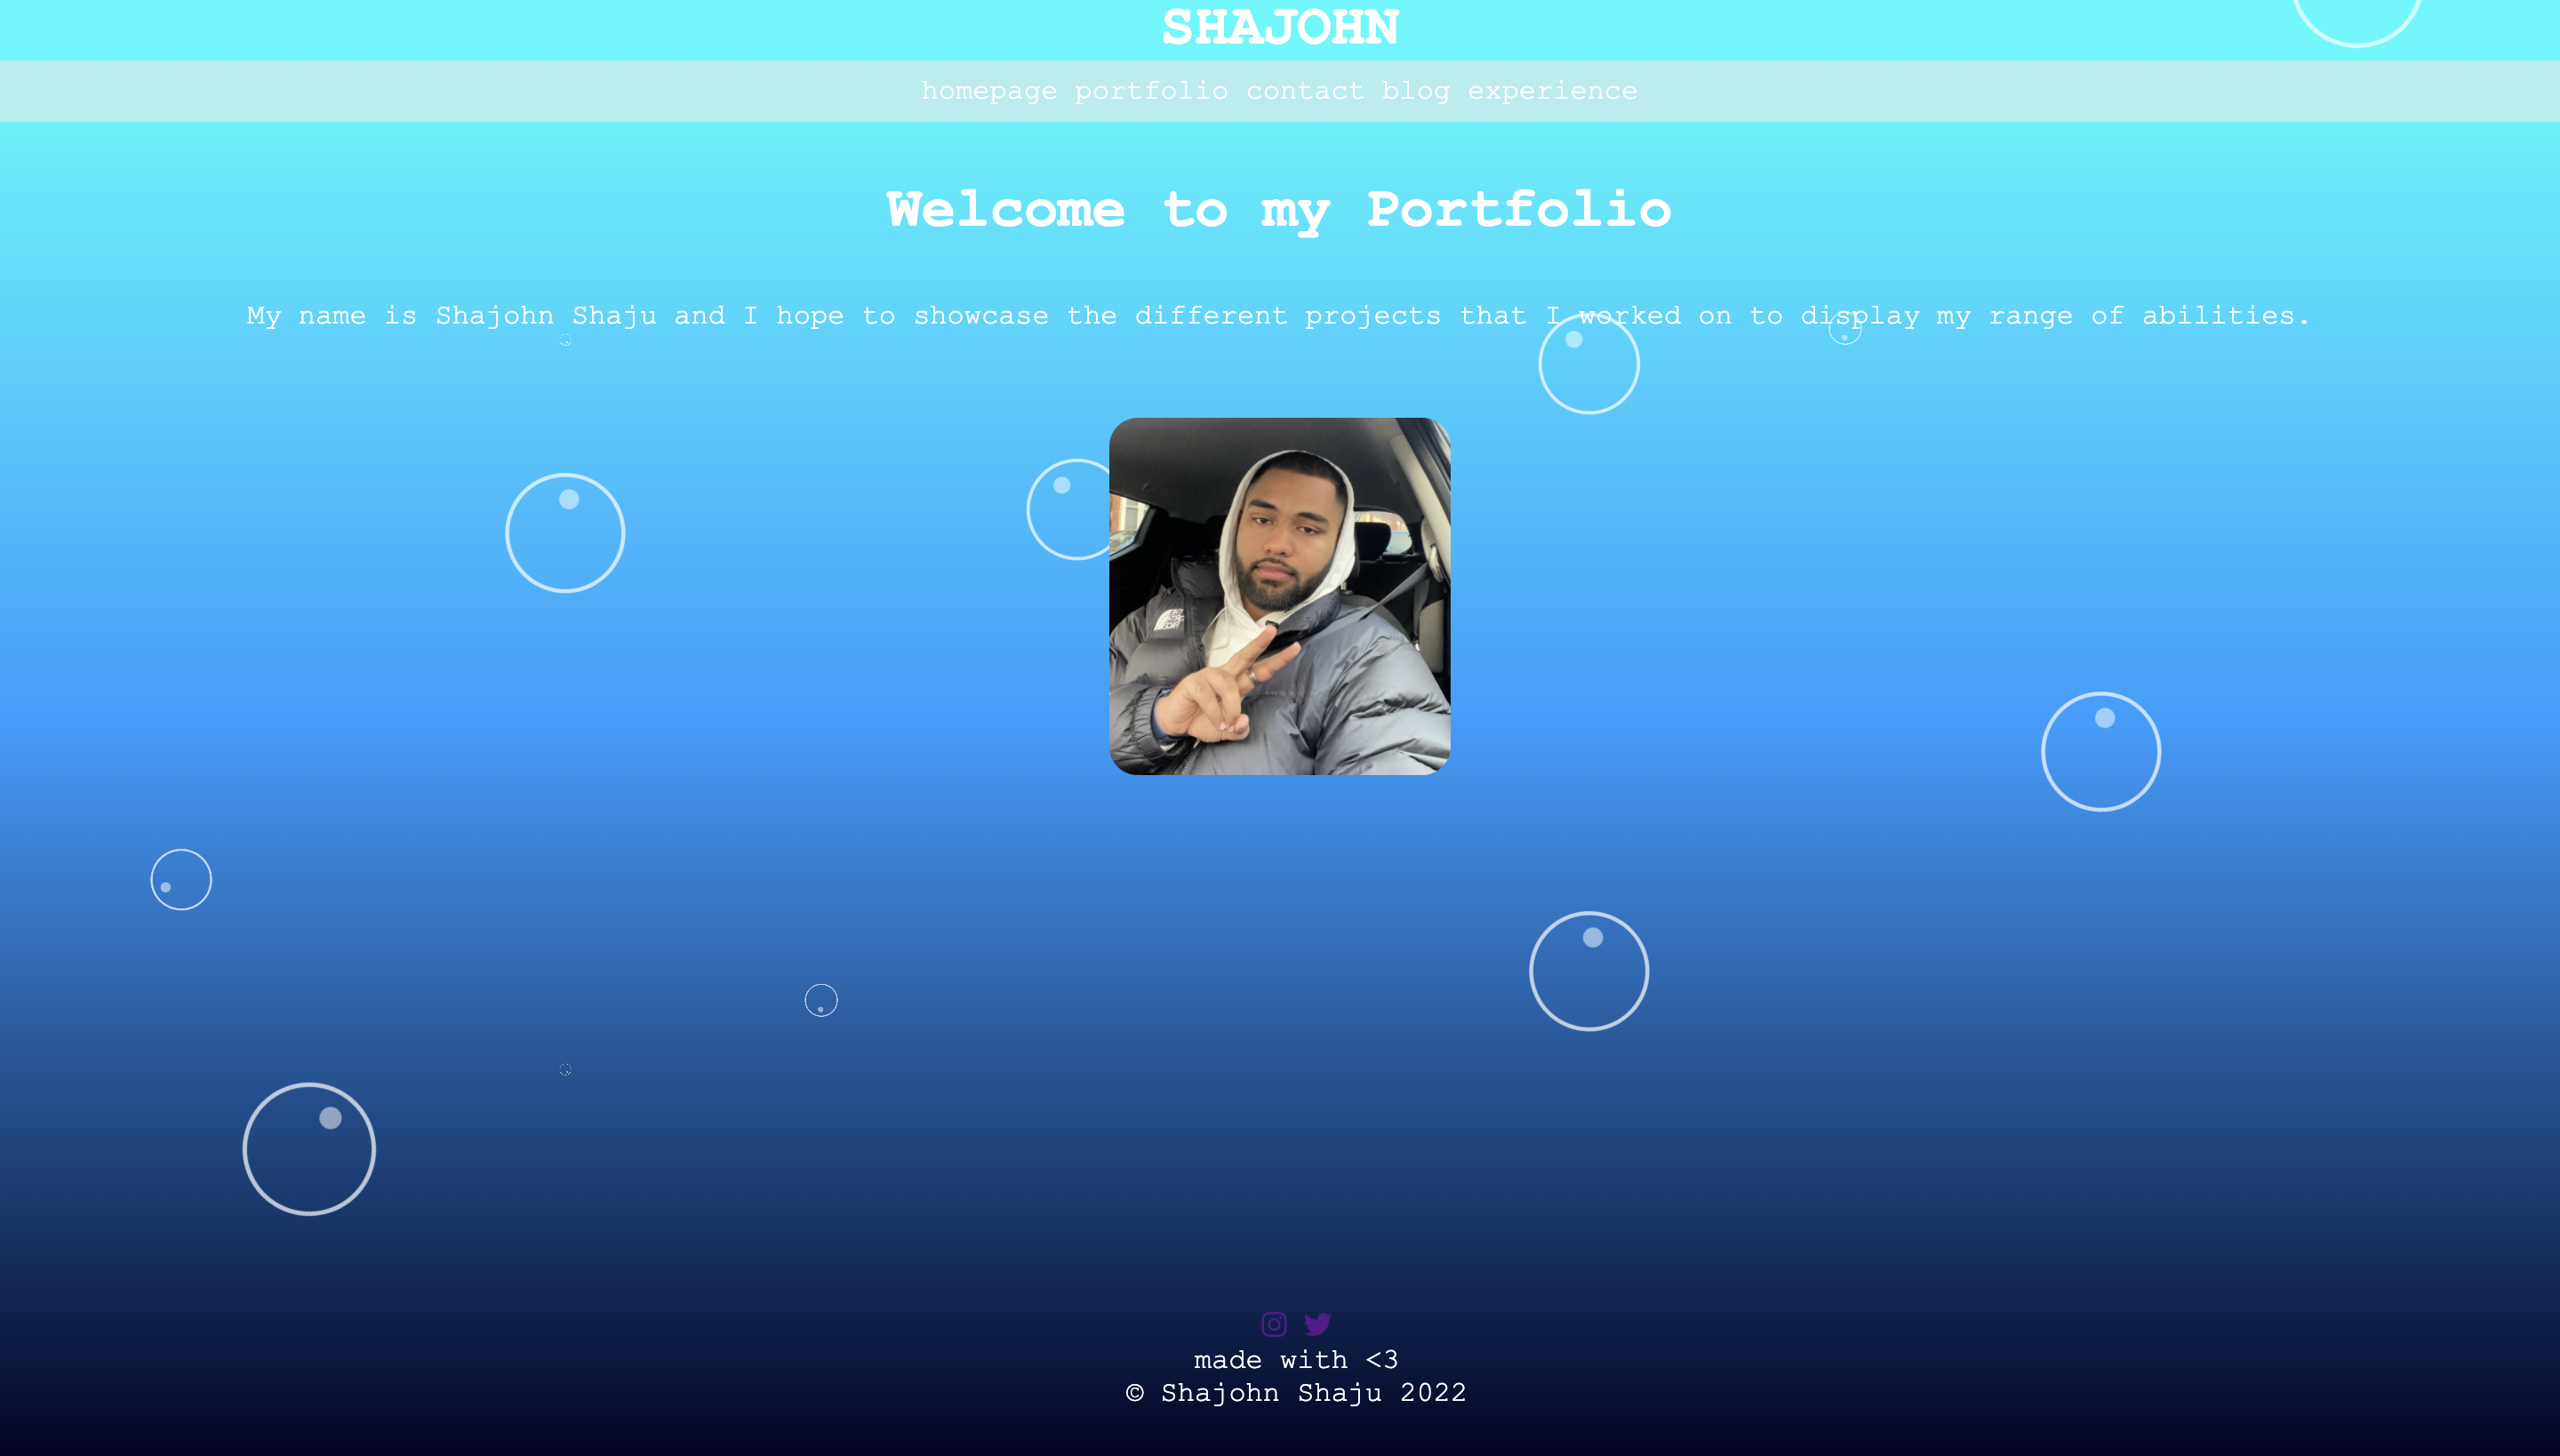 SHAJOHN
homepage portfolio contact blog experience
Welcome to my Portfolio
My name is Shajohn Shaju and I hope to showcase the different projects that I worked on to display my range of abilities.
made with <3
© Shajohn Shaju 2022